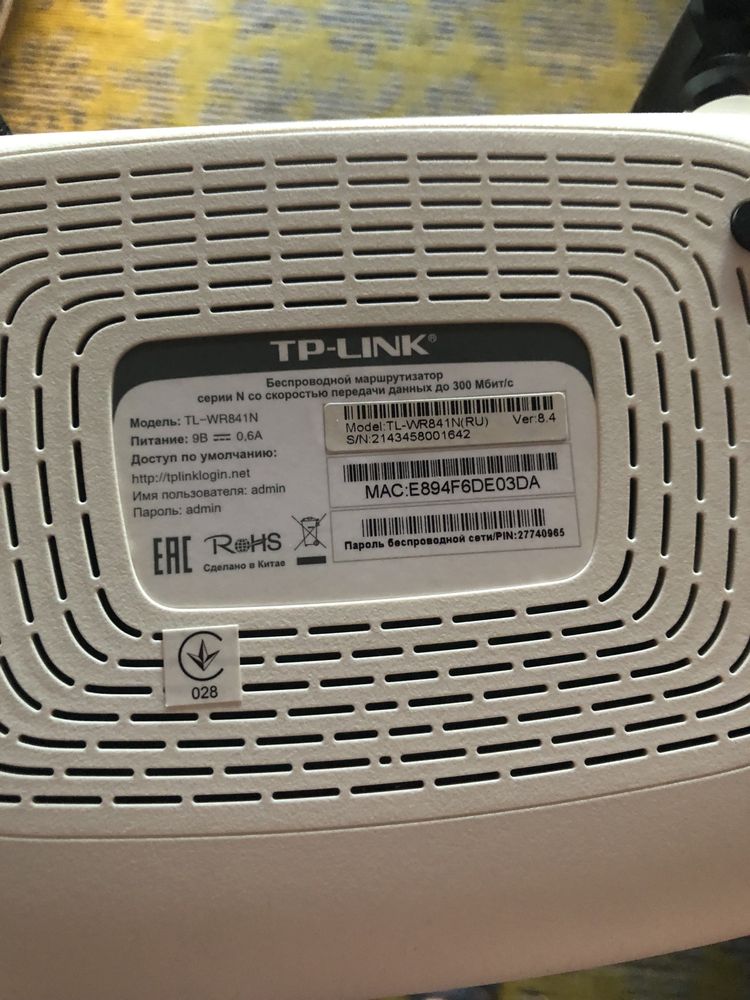 TP-LINK®
Беспроводной маршрутизатор
серии N со скоростью передачи данных до 300 Мбит/с
Модель: TL-WR841N
Питание: 9В 0,6А
Доступ по умолчанию:
http://tplinklogin.net
Имя пользователя: admin
Пароль: admin
EAC RoHS
Сделано в Китае
Model:TL-WR841N(RU) Ver:8.4
S/N:2143458001642
MAC:E894F6DE03DA
Пароль беспроводной сети/PIN:27740965
028